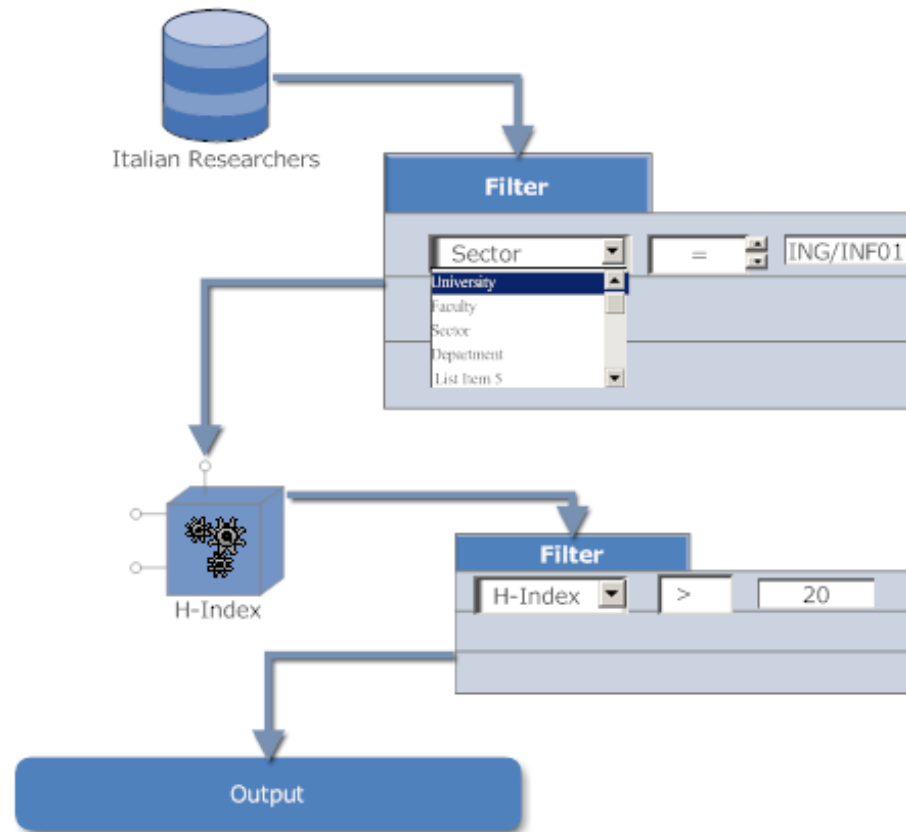 Italian Researchers
Filter
Sector = ING/INF01
University
Faculty
Sector
Department
List Item 5
H-Index
Filter
H-Index > 20
Output